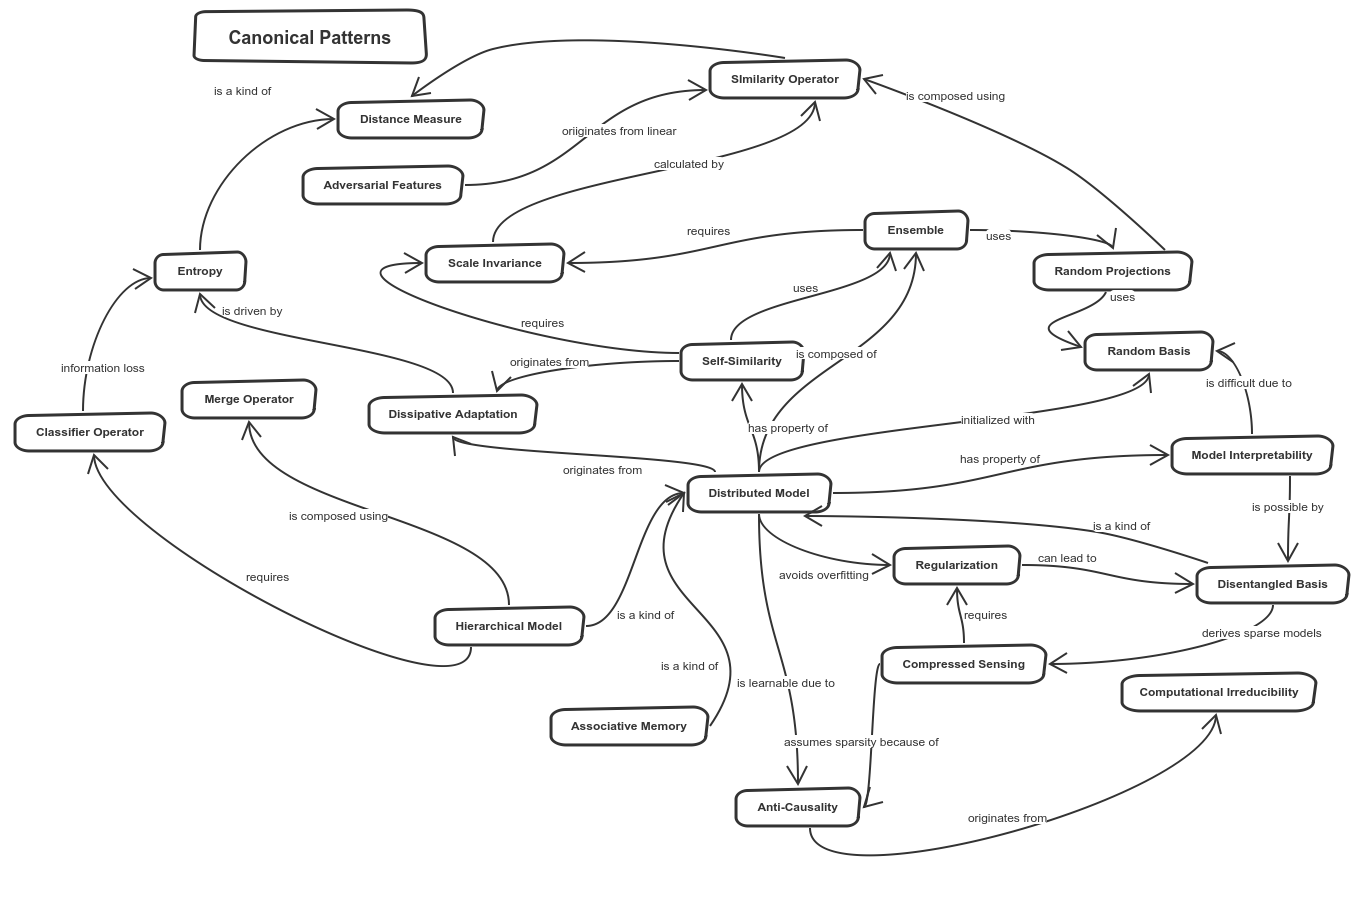 Canonical Patterns
SImilarity Operator
is a kind of
is composed using
Distance Measure
oriiginates from linear
calculated by
Adversarial Features
Ensemble
requires
uses
Entropy
Scale Invariance
Random Projections
uses
uses
is driven by
requires
Random Basis
is composed of
originates from
Self-Similarity
information loss
is difficult due to
Merge Operator
Dissipative Adaptation
initialized with
has property of
Classifier Operator
has property of
Model Interpretability
originates from
Distributed Model
is possible by
is composed using
is a kind of
can lead to
Regularization
avoids overfitting
requires
Disentangled Basis
is a kind of
requires
Hierarchical Model
derives sparse models
is a kind of
Compressed Sensing
is learnable due to
Computational Irreducibility
Associative Memory
assumes sparsity because of
Anti-Causality
originates from